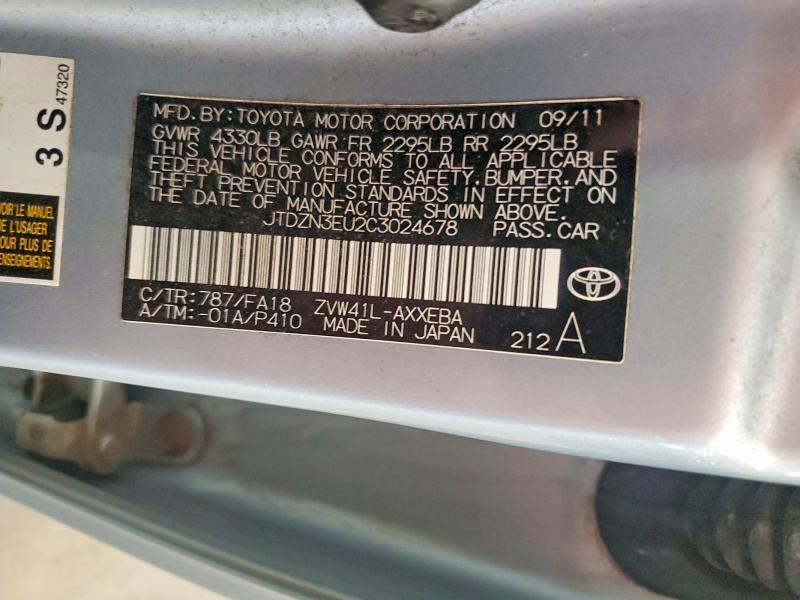 3 S 47320
OIR LE MANUEL
E L'USAGER
OUR PLUS DE
ENSEIGNEMENTS.
MFD.BY:TOYOTA MOTOR CORPORATION 09/11
GVWR 4330LB GAWR FR 2295LB RR 2295LB
THIS VEHICLE CONFORMS TO ALL APPLICABLE
FEDERAL MOTOR VEHICLE SAFETY,BUMPER,AND
THEFT PREVENTION STANDARDS IN EFFECT ON
THE DATE OF MANUFACTURE SHOWN ABOVE.
JTDZN3EU2C3024678 PASS.CAR
C/TR:787/FA18 ZVW41L-AXXEBA
A/TM:-01A/P410 MADE IN JAPAN 212 A